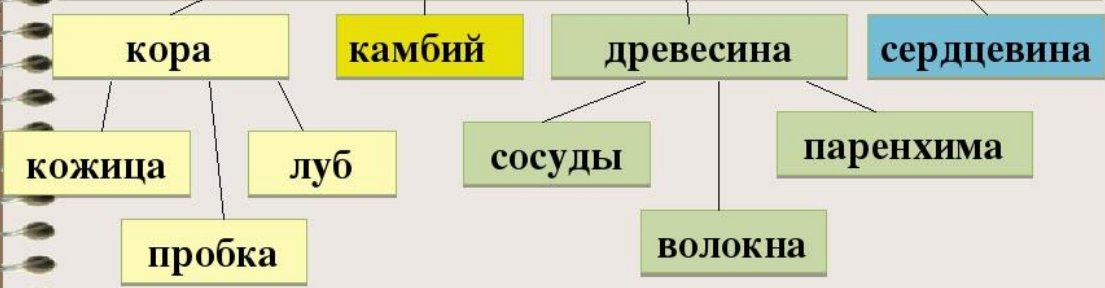 кора
камбий
древесина
сердцевина
кожица
луб
сосуды
паренхима
пробка
волокна